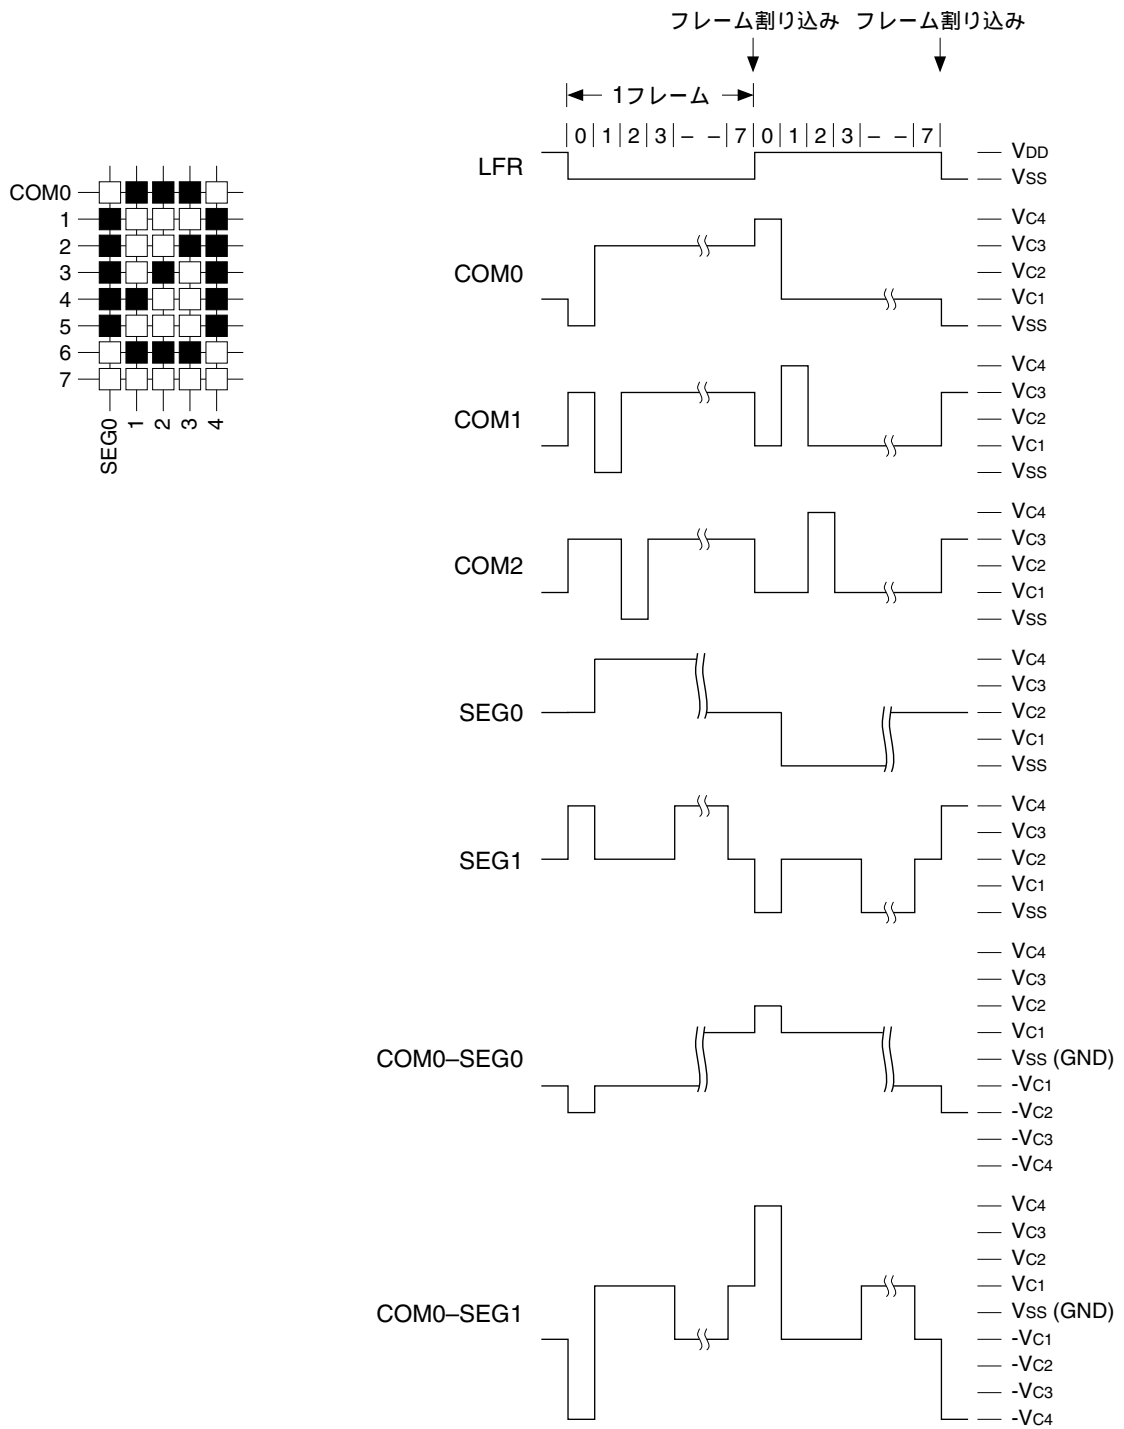 フレーム割り込み フレーム割り込み
1フレーム
0 1 2 3 – – 7 0 1 2 3 – – 7
LFR
VDD
VSS
COM0
1
2
3
4
5
6
7
SEG0
1
2
3
4
COM0
VC4
VC3
VC2
VC1
VSS
COM1
VC4
VC3
VC2
VC1
VSS
COM2
VC4
VC3
VC2
VC1
VSS
SEG0
VC4
VC3
VC2
VC1
VSS
SEG1
VC4
VC3
VC2
VC1
VSS
COM0–SEG0
VC4
VC3
VC2
VC1
VSS (GND)
-VC1
-VC2
-VC3
-VC4
COM0–SEG1
VC4
VC3
VC2
VC1
VSS (GND)
-VC1
-VC2
-VC3
-VC4